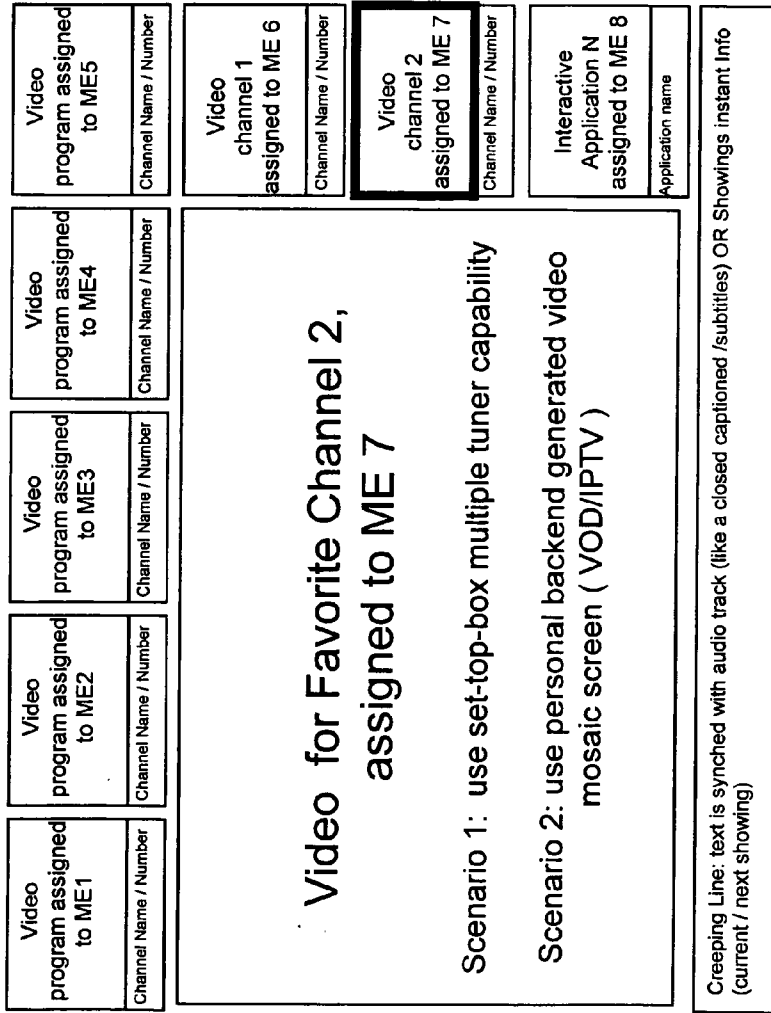 Video
program assigned
to ME1
Channel Name / Number
Video
program assigned
to ME2
Channel Name / Number
Video
program assigned
to ME3
Channel Name / Number
Video
program assigned
to ME4
Channel Name / Number
Video
program assigned
to ME5
Channel Name / Number
Video for Favorite Channel 2,
assigned to ME 7
Scenario 1: use set-top-box multiple tuner capability
Scenario 2: use personal backend generated video
mosaic screen ( VOD/IPTV )
Video
channel 1
assigned to ME 6
Channel Name / Number
Video
channel 2
assigned to ME 7
Channel Name / Number
Interactive
Application N
assigned to ME 8
Application name
Creeping Line: text is synched with audio track (like a closed captioned /subtitles) OR Showings instant Info
(current / next showing)